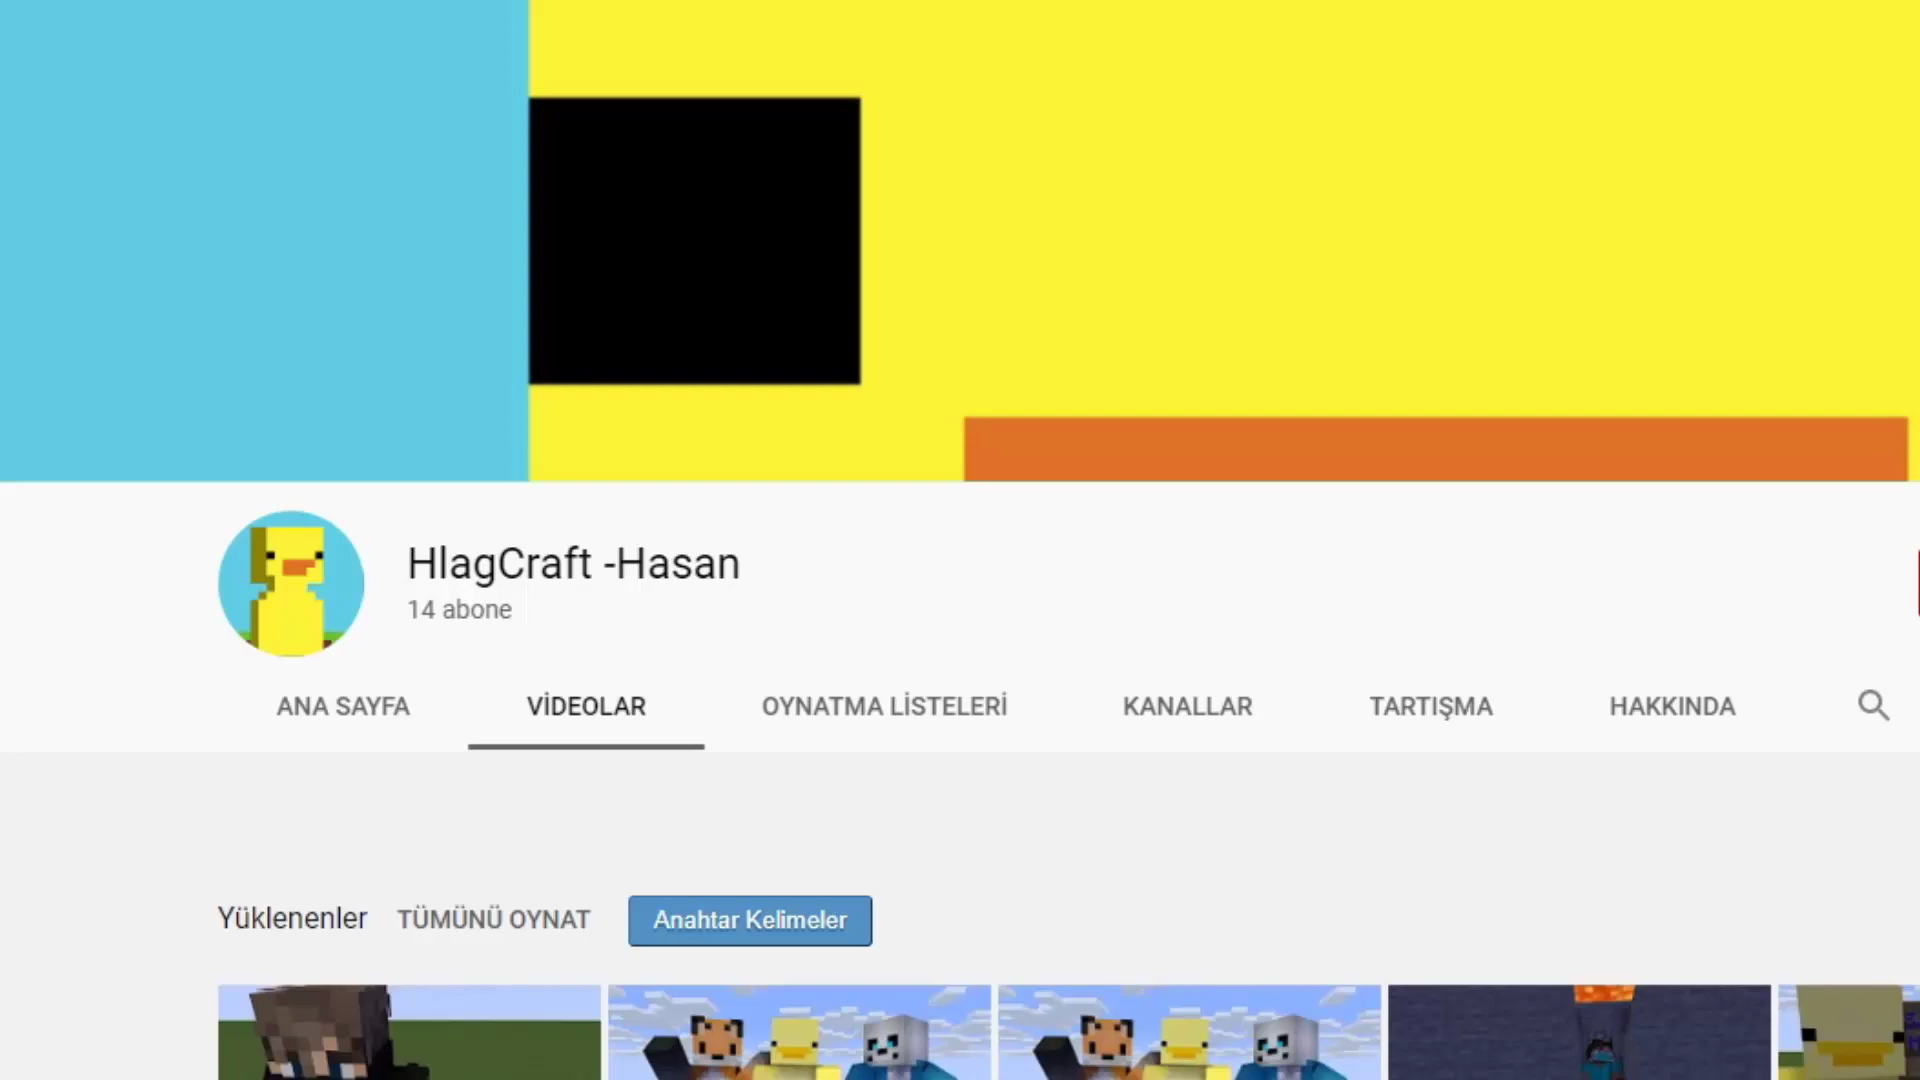 HlagCraft -Hasan
14 abone
ANA SAYFA
VİDEOLAR
OYNATMA LİSTELERİ
KANALLAR
TARTIŞMA
HAKKINDA
Yüklenenler
TÜMÜNÜ OYNAT
Anahtar Kelimeler